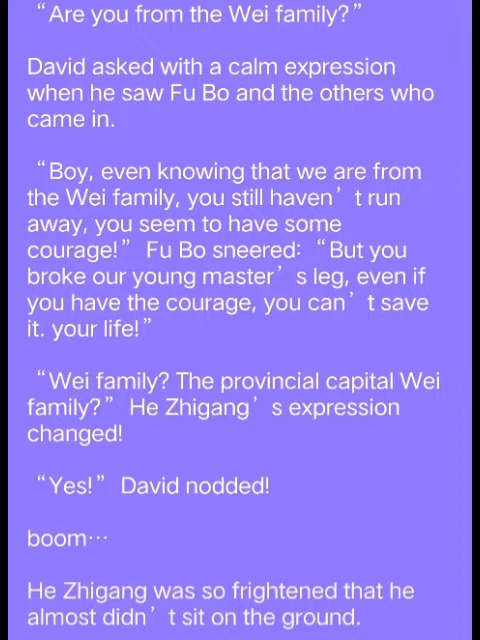 “Are you from the Wei family?”
David asked with a calm expression
when he saw Fu Bo and the others who
came in.
“Boy, even knowing that we are from
the Wei family, you still haven’t run
away, you seem to have some
courage!” Fu Bo sneered: “But you
broke our young master’s leg, even if
you have the courage, you can’t save
it. your life!”
“Wei family? The provincial capital Wei
family?” He Zhigang’s expression
changed!
“Yes!” David nodded!
boom…
He Zhigang was so frightened that he
almost didn’t sit on the ground.